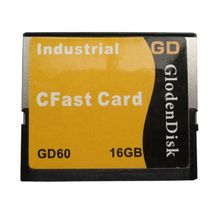 Industrial
GD
CFast Card
GlodenDisk
GD60
16GB